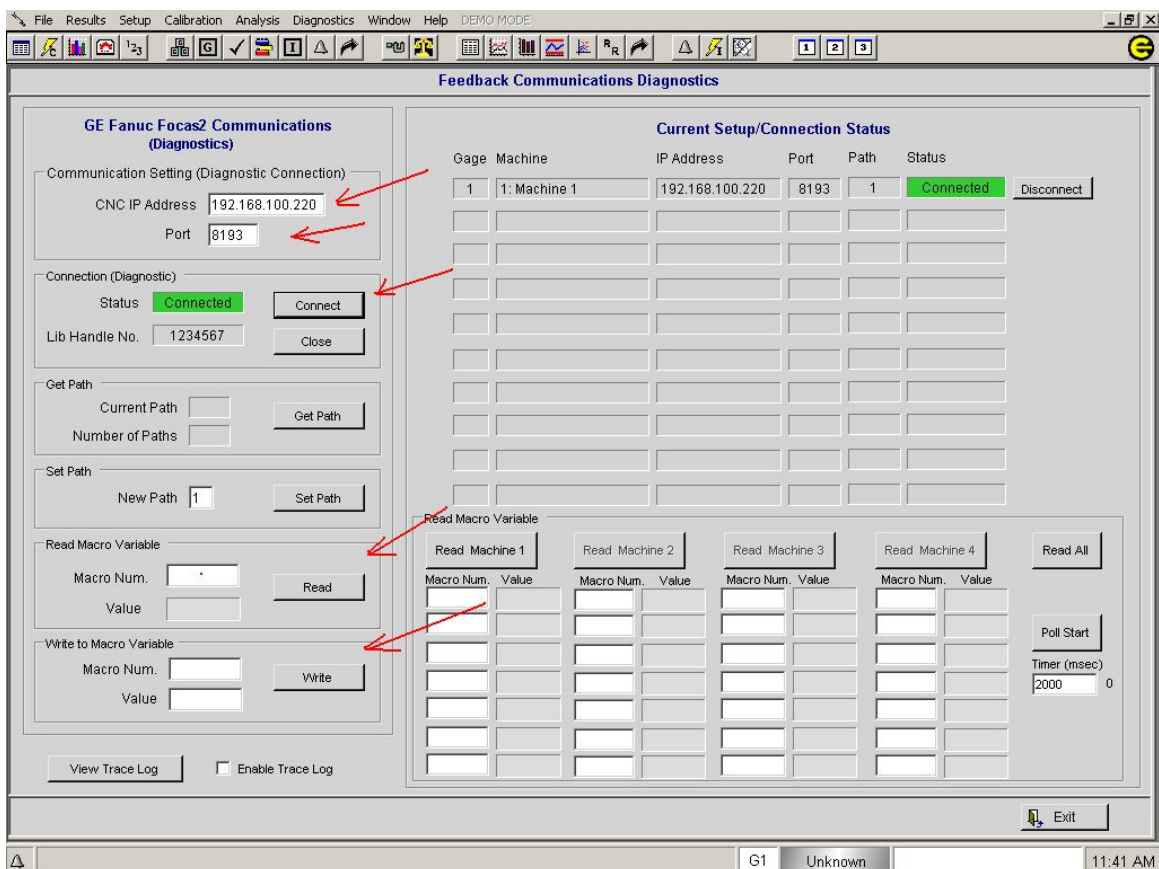 File Results Setup Calibration Analysis Diagnostics Window Help DEMO MODE
1 2 3
Feedback Communications Diagnostics
GE Fanuc Focas2 Communications
(Diagnostics)
Communication Setting (Diagnostic Connection)
CNC IP Address 192.168.100.220
Port 8193
Connection (Diagnostic)
Status Connected Connect
Lib Handle No. 1234567 Close
Get Path
Current Path Get Path
Number of Paths
Set Path
New Path 1 Set Path
Read Macro Variable
Macro Num. Read
Value
Write to Macro Variable
Macro Num. Write
Value
View Trace Log Enable Trace Log
Current Setup/Connection Status
Gage Machine IP Address Port Path Status
1 1: Machine 1 192.168.100.220 8193 1 Connected Disconnect
Read Macro Variable
Read Machine 1 Read Machine 2 Read Machine 3 Read Machine 4 Read All
Macro Num. Value Macro Num. Value Macro Num. Value Macro Num. Value
Poll Start
Timer (msec)
2000 0
Exit
G1 Unknown 11:41 AM